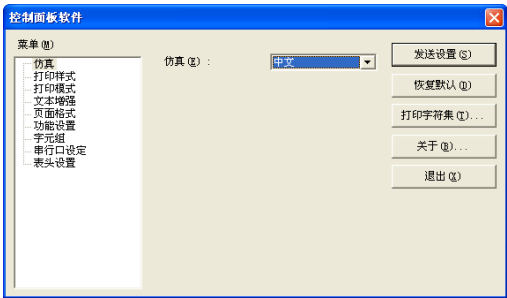 控制面板软件
菜单(M)
仿真
打印样式
打印模式
文本增强
页面格式
功能设置
字元组
串行口设定
表头设置
仿真(E) :
中文
发送设置(S)
恢复默认(D)
打印字符集(T)...
关于(B)...
退出(X)